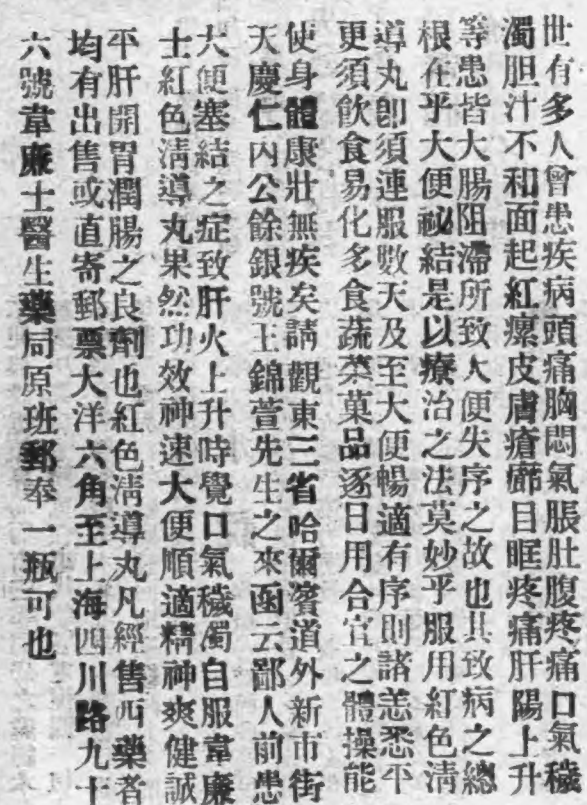 世有多人曾患疾病頭痛胸悶氣脹肚腹疼痛口氣穢
濁胆汁不和面起紅瘰皮膚瘡癤目眶疼痛肝陽上升
等患皆大腸阻滯所致大便失序之故也其致病之總
根在乎大便祕結是以療治之法莫妙乎服用紅色清
導丸卽須連服數天及至大便暢適有序則諸恙悉平
更須飲食易化多食蔬菜菓品逐日用合宜之體操能
使身體康壯無疾矣請觀東三省哈爾濱道外新市街
天慶仁內公餘銀號王錦萱先生之來函云鄙人前患
大便塞結之症致肝火上升時覺口氣穢濁自服韋廉
士紅色清導丸果然功效神速大便順適精神爽健誠
平肝開胃潤腸之良劑也紅色清導丸凡經售西藥者
均有出售或直寄郵票大洋六角至上海四川路九十
六號韋廉士醫生藥局原班郵奉一瓶可也